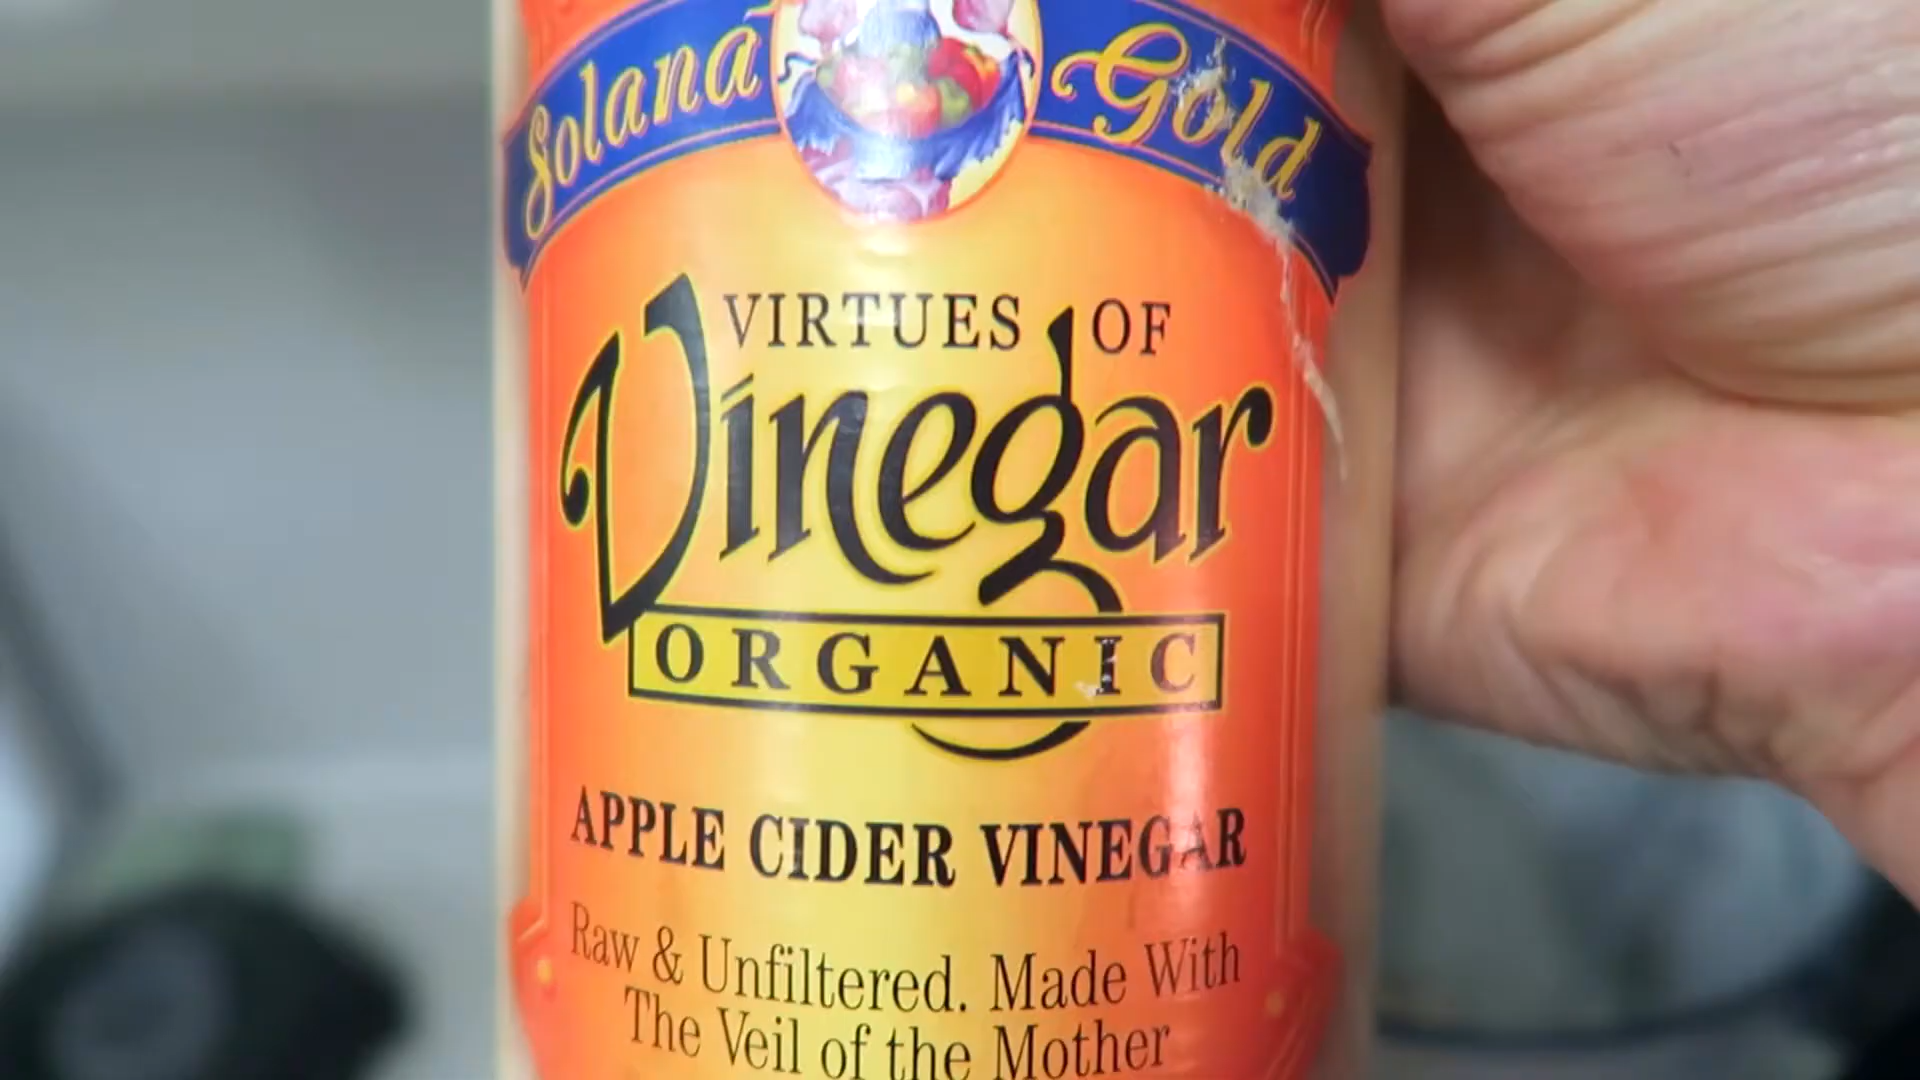 Solana Gold
VIRTUES OF
Vinegar
ORGANIC
APPLE CIDER VINEGAR
Raw & Unfiltered. Made With
The Veil of the Mother